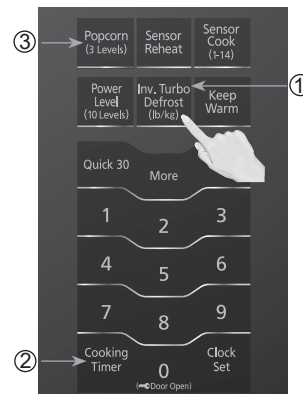 ③
Popcorn
(3 Levels)
Sensor
Reheat
Sensor
Cook
(1-14)
①
Power
Level
(10 Levels)
Inv. Turbo
Defrost
(lb/kg)
Keep
Warm
Quick 30
More
1
2
3
4
5
6
7
8
9
②
Cooking
Timer
0
(Door Open)
Clock
Set